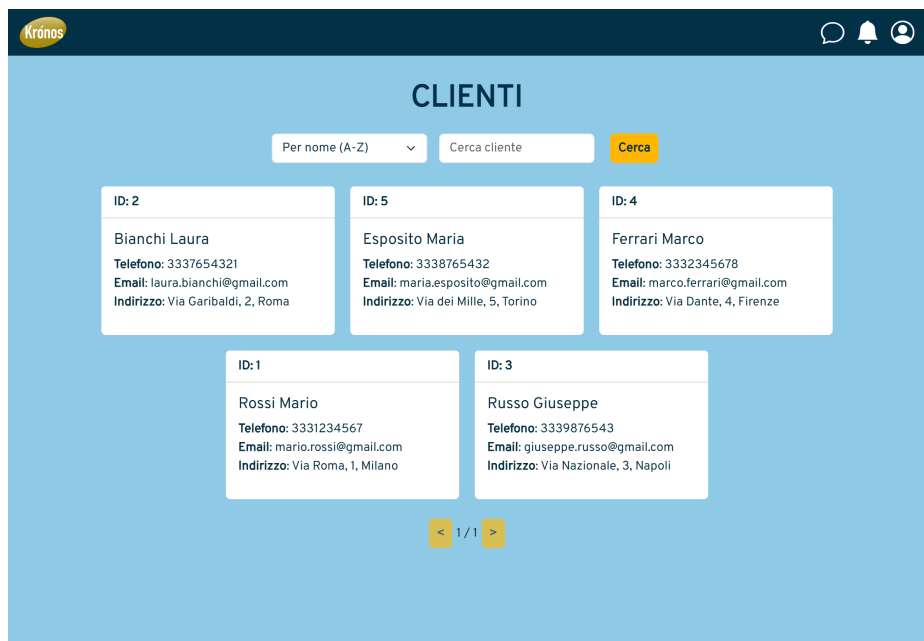 Krónos
CLIENTI
Per nome (A-Z)
Cerca cliente
Cerca
ID: 2
Bianchi Laura
Telefono: 3337654321
Email: laura.bianchi@gmail.com
Indirizzo: Via Garibaldi, 2, Roma
ID: 5
Esposito Maria
Telefono: 3338765432
Email: maria.esposito@gmail.com
Indirizzo: Via dei Mille, 5, Torino
ID: 4
Ferrari Marco
Telefono: 3332345678
Email: marco.ferrari@gmail.com
Indirizzo: Via Dante, 4, Firenze
ID: 1
Rossi Mario
Telefono: 3331234567
Email: mario.rossi@gmail.com
Indirizzo: Via Roma, 1, Milano
ID: 3
Russo Giuseppe
Telefono: 3339876543
Email: giuseppe.russo@gmail.com
Indirizzo: Via Nazionale, 3, Napoli
< 1 / 1 >